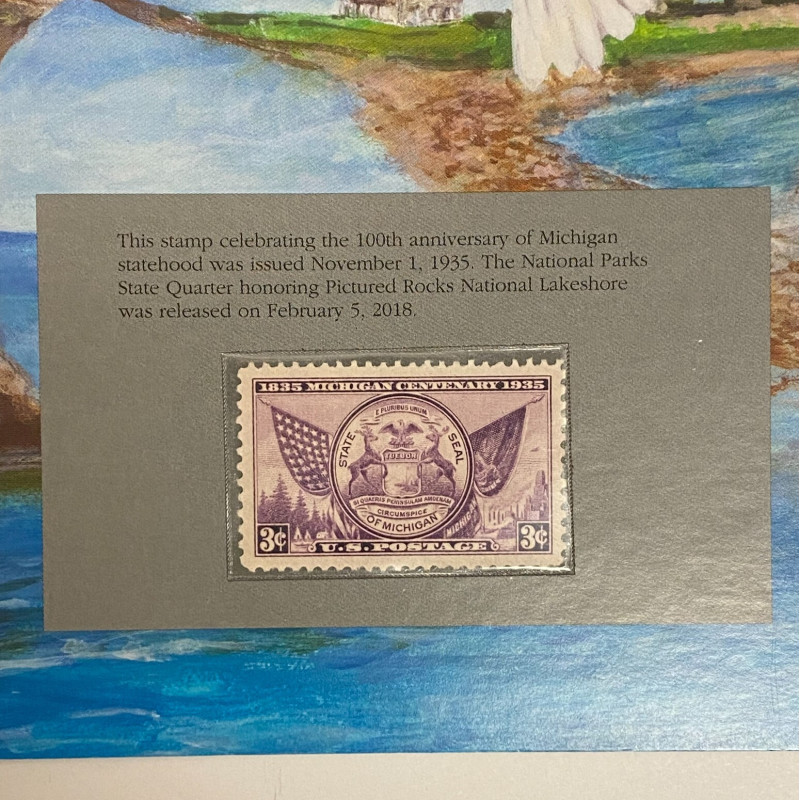 This stamp celebrating the 100th anniversary of Michigan
statehood was issued November 1, 1935. The National Parks
State Quarter honoring Pictured Rocks National Lakeshore
was released on February 5, 2018.
1835 MICHIGAN CENTENARY 1935
E PLURIBUS UNUM
STATE SEAL
TUEBOR
SI QUAERIS PENINSULAM AMOENAM
CIRCUMSPICE
OF MICHIGAN
MICHIGAN
3¢ U.S. POSTAGE 3¢